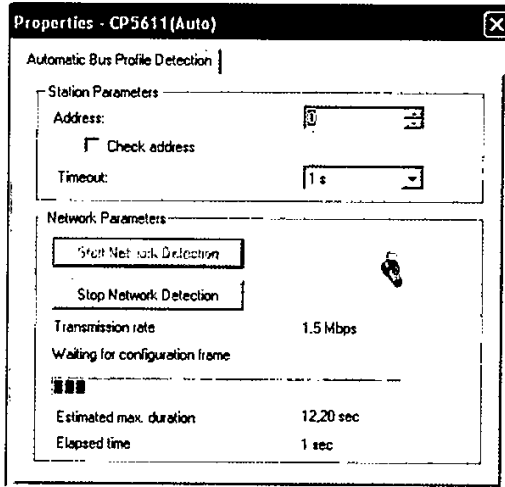 Properties - CP5611(Auto)
Automatic Bus Profile Detection
Station Parameters
Address: 0
Check address
Timeout: 1 s
Network Parameters
Start Network Detection
Stop Network Detection
Transmission rate 1.5 Mbps
Waiting for configuration frame
Estimated max. duration 12,20 sec
Elapsed time 1 sec